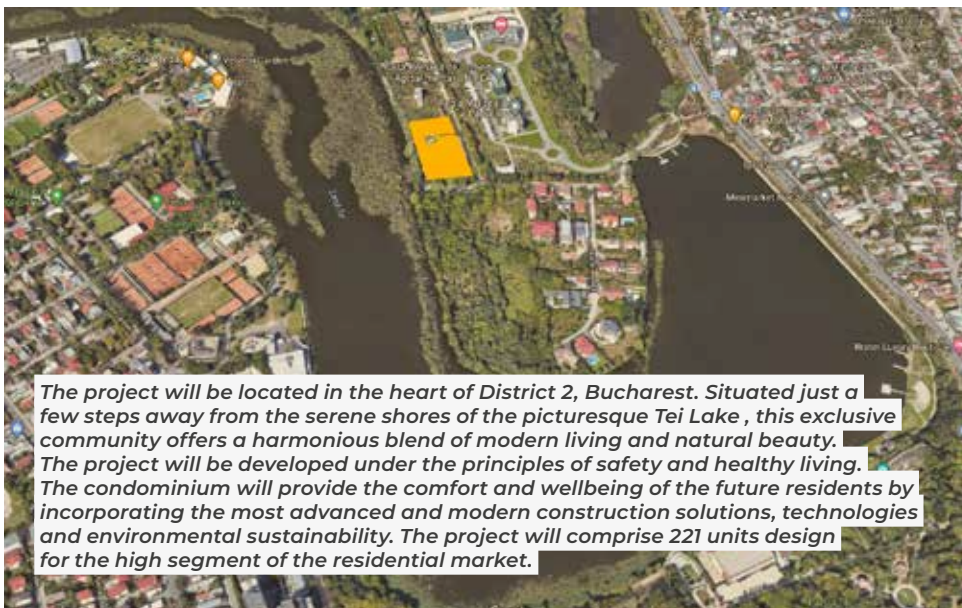 The project will be located in the heart of District 2, Bucharest. Situated just a
few steps away from the serene shores of the picturesque Tei Lake , this exclusive
community offers a harmonious blend of modern living and natural beauty.
The project will be developed under the principles of safety and healthy living.
The condominium will provide the comfort and wellbeing of the future residents by
incorporating the most advanced and modern construction solutions, technologies
and environmental sustainability. The project will comprise 221 units design
for the high segment of the residential market.